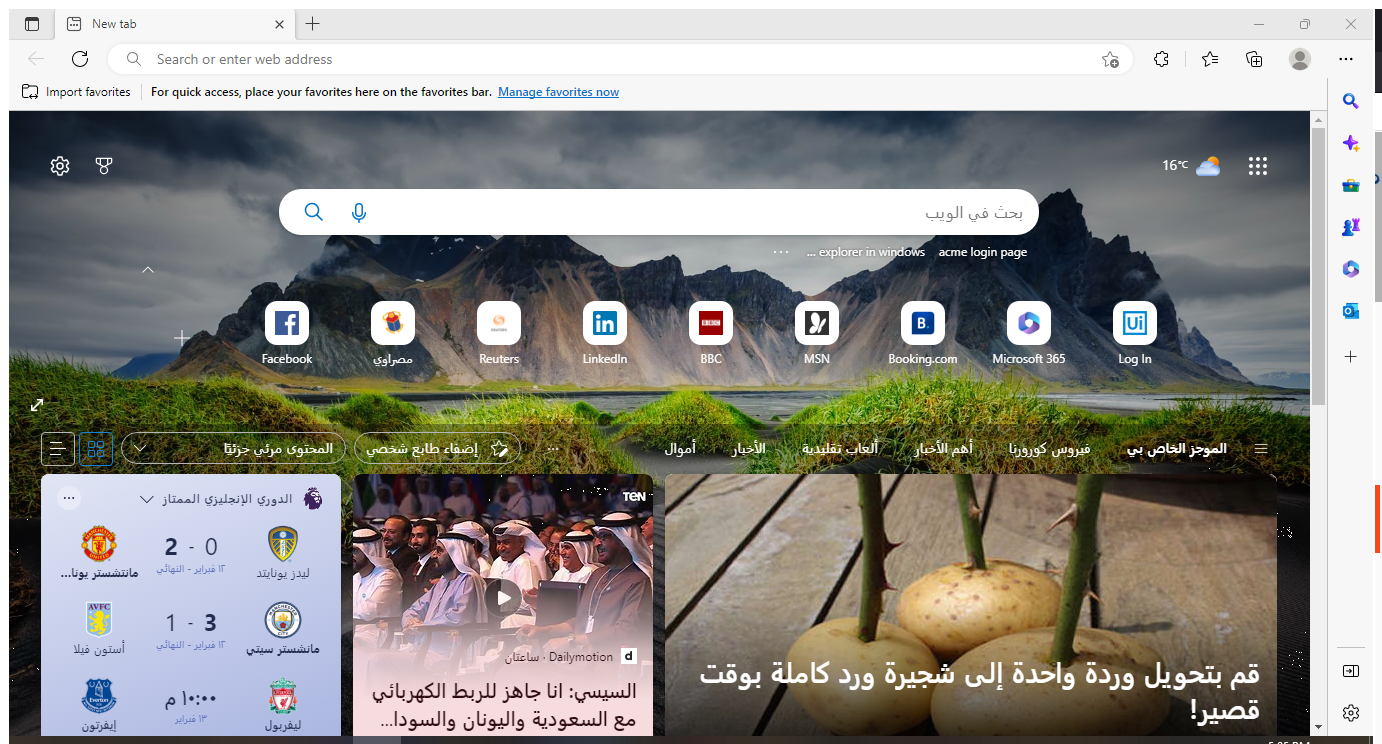 New tab
Search or enter web address
Import favorites
For quick access, place your favorites here on the favorites bar. Manage favorites now
16°C
بحث في الويب
acme login page
explorer in windows ...
Facebook
مصراوي
Reuters
LinkedIn
BBC
MSN
Booking.com
Microsoft 365
Log In
الموجز الخاص بي
فيروس كورونا
أهم الأخبار
ألعاب تقليدية
الأخبار
أموال
...
إضفاء طابع شخصي
المحتوى مرئي جزئيًا
قم بتحويل وردة واحدة إلى شجيرة ورد كاملة بوقت
قصير!
TEN
Dailymotion · ساعتان
السيسي: انا جاهز للربط الكهربائي
مع السعودية واليونان والسودا...
الدوري الإنجليزي الممتاز
0 - 2
ليدز يونايتد
مانتشستر يونا...
١٢ فبراير - النهائي
3 - 1
مانشستر سيتي
أستون فيلا
١٢ فبراير - النهائي
١٠:٠٠ م
ليفربول
إيفرتون
١٣ فبراير